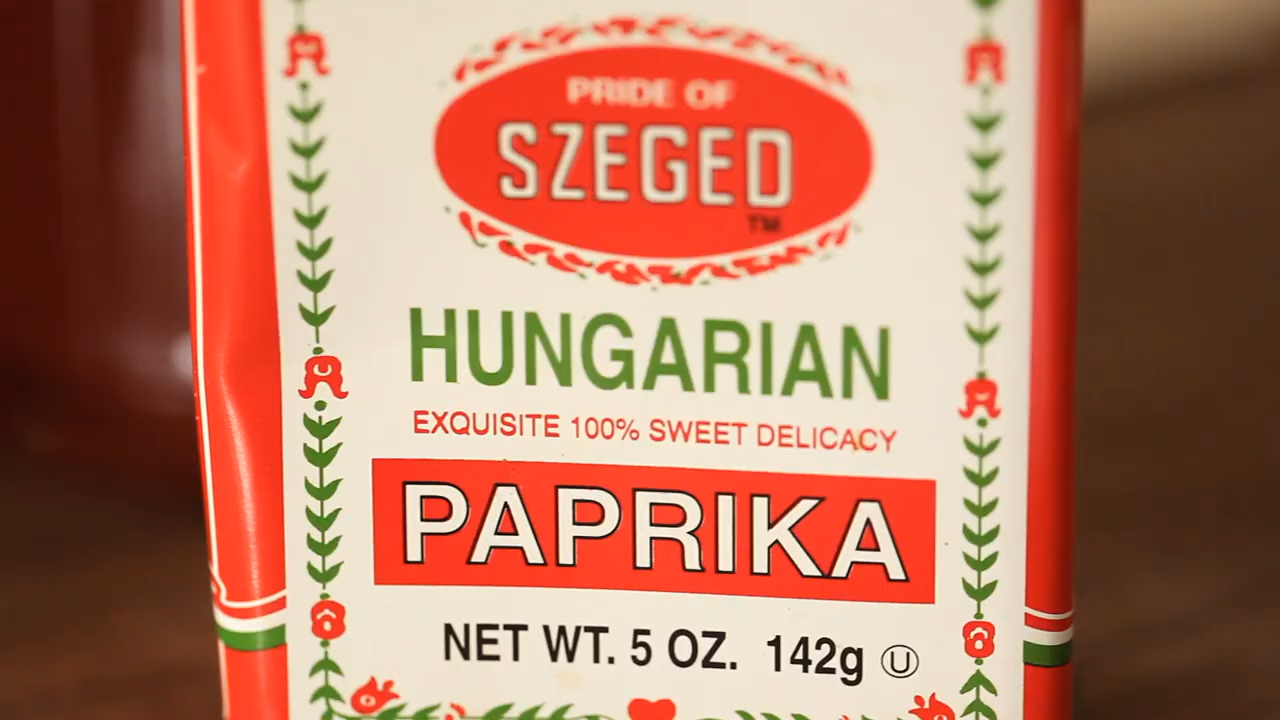 PRIDE OF
SZEGED
TM
HUNGARIAN
EXQUISITE 100% SWEET DELICACY
PAPRIKA
NET WT. 5 OZ. 142g Ⓤ